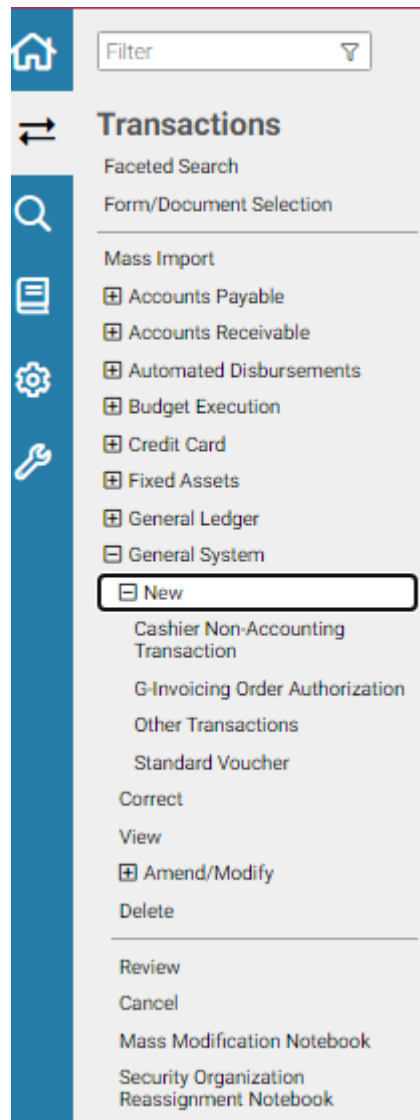 Filter
Transactions
Faceted Search
Form/Document Selection
Mass Import
Accounts Payable
Accounts Receivable
Automated Disbursements
Budget Execution
Credit Card
Fixed Assets
General Ledger
General System
New
Cashier Non-Accounting
Transaction
G-Invoicing Order Authorization
Other Transactions
Standard Voucher
Correct
View
Amend/Modify
Delete
Review
Cancel
Mass Modification Notebook
Security Organization
Reassignment Notebook